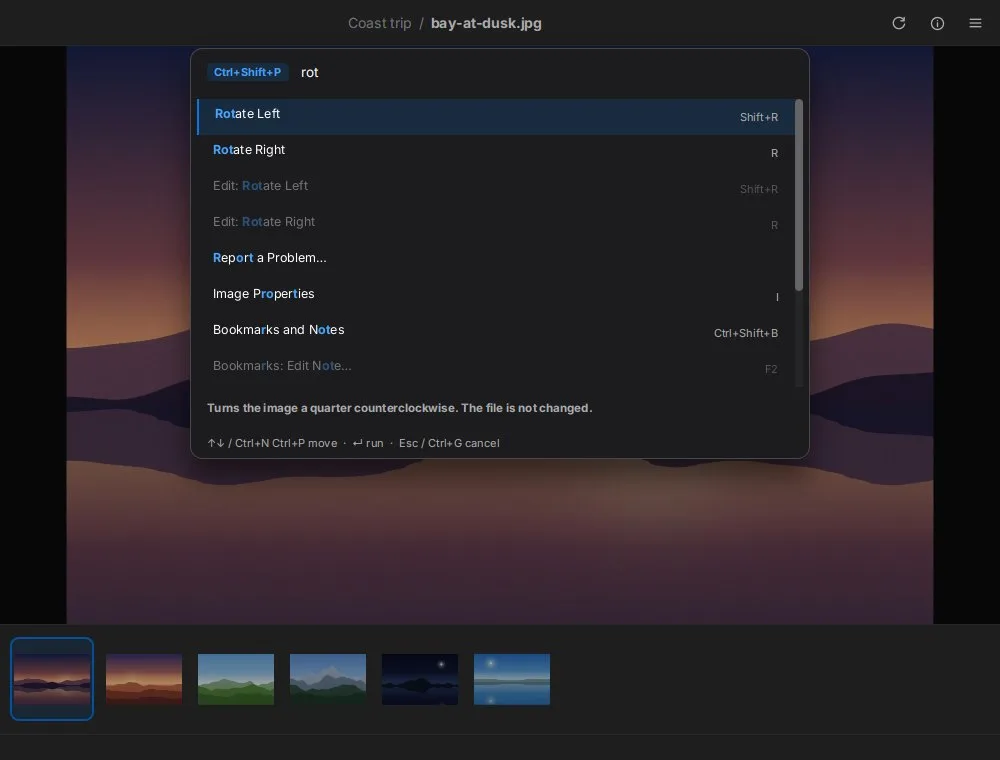 Coast trip / bay-at-dusk.jpg
Ctrl+Shift+P rot
Rotate Left Shift+R
Rotate Right R
Edit: Rotate Left Shift+R
Edit: Rotate Right R
Report a Problem...
Image Properties I
Bookmarks and Notes Ctrl+Shift+B
Bookmarks: Edit Note... F2
Turns the image a quarter counterclockwise. The file is not changed.
↑↓ / Ctrl+N Ctrl+P move · ↵ run · Esc / Ctrl+G cancel